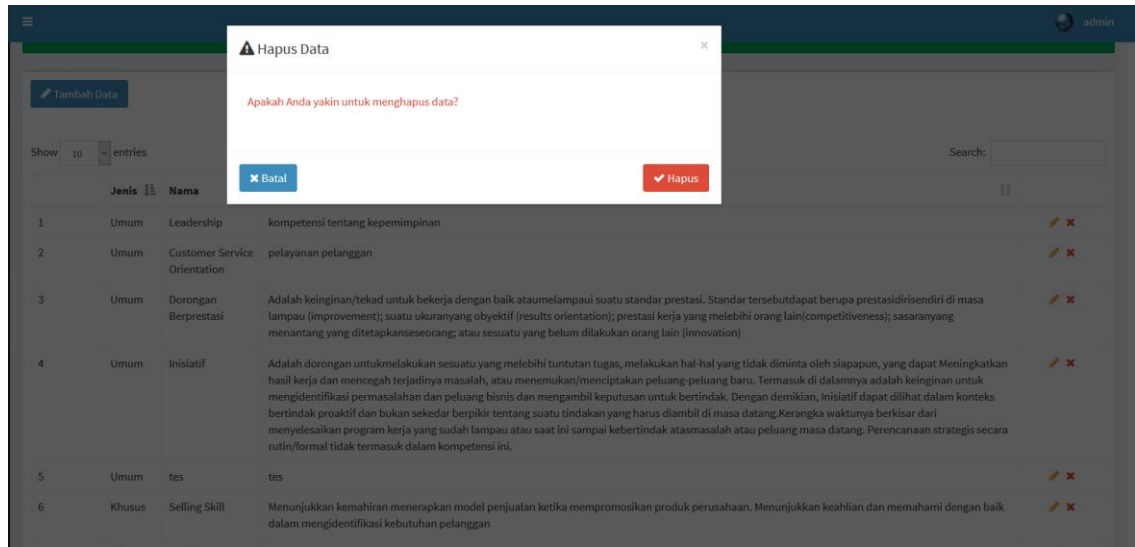 admin
Hapus Data
×
Apakah Anda yakin untuk menghapus data?
Batal
Hapus
Tambah Data
Show 10 entries
Search:
Jenis Nama
1 Umum Leadership kompetensi tentang kepemimpinan
2 Umum Customer Service Orientation pelayanan pelanggan
3 Umum Dorongan Berprestasi Adalah keinginan/tekad untuk bekerja dengan baik ataumelampaui suatu standar prestasi. Standar tersebutdapat berupa prestasidirisendiri di masa
lampau (improvement); suatu ukuranyang obyektif (results orientation); prestasi kerja yang melebihi orang lain(competitiveness); sasaranyang
menantang yang ditetapkanseseorang; atau sesuatu yang belum dilakukan orang lain (innovation)
4 Umum Inisiatif Adalah dorongan untukmelakukan sesuatu yang melebihi tuntutan tugas, melakukan hal-hal yang tidak diminta oleh siapapun, yang dapat Meningkatkan
hasil kerja dan mencegah terjadinya masalah, atau menemukan/menciptakan peluang-peluang baru. Termasuk di dalamnya adalah keinginan untuk
mengidentifikasi permasalahan dan peluang bisnis dan mengambil keputusan untuk bertindak. Dengan demikian, Inisiatif dapat dilihat dalam konteks
bertindak proaktif dan bukan sekedar berpikir tentang suatu tindakan yang harus diambil di masa datang.Kerangka waktunya berkisar dari
menyelesaikan program kerja yang sudah lampau atau saat ini sampai kebertindak atasmasalah atau peluang masa datang. Perencanaan strategis secara
rutin/formal tidak termasuk dalam kompetensi ini.
5 Umum tes tes
6 Khusus Selling Skill Menunjukkan kemahiran menerapkan model penjualan ketika mempromosikan produk perusahaan. Menunjukkan keahlian dan memahami dengan baik
dalam mengidentifikasi kebutuhan pelanggan